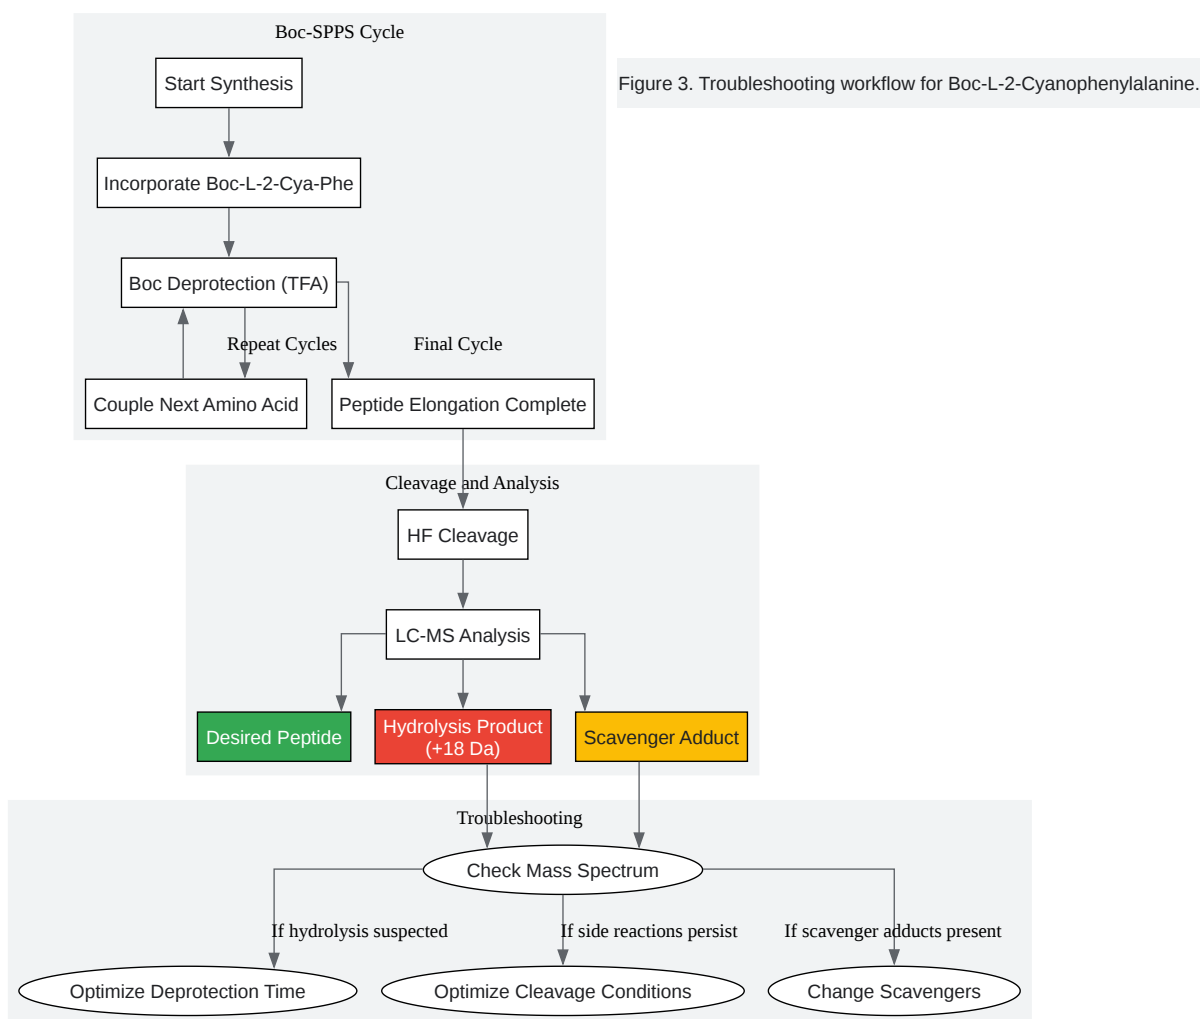 Boc-SPPS Cycle
Start Synthesis
Figure 3. Troubleshooting workflow for Boc-L-2-Cyanophenylalanine.
Incorporate Boc-L-2-Cya-Phe
Boc Deprotection (TFA)
Repeat Cycles
Final Cycle
Couple Next Amino Acid
Peptide Elongation Complete
Cleavage and Analysis
HF Cleavage
LC-MS Analysis
Desired Peptide
Hydrolysis Product
(+18 Da)
Scavenger Adduct
Troubleshooting
Check Mass Spectrum
If hydrolysis suspected
If side reactions persist
If scavenger adducts present
Optimize Deprotection Time
Optimize Cleavage Conditions
Change Scavengers